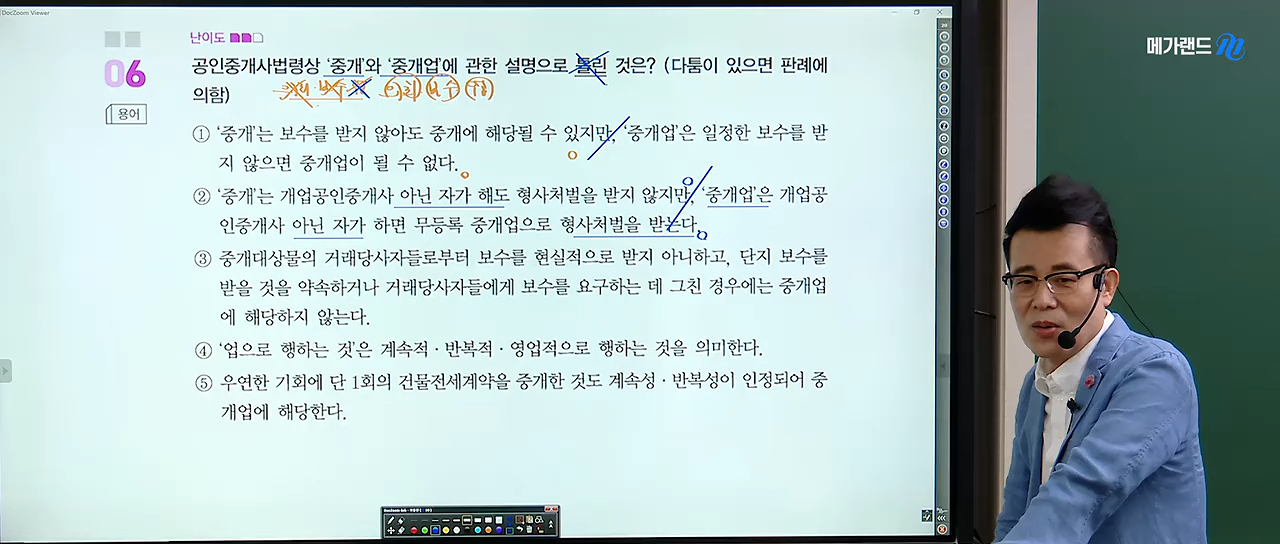 DocZoom Viewer
난이도
메가랜드
06
공인중개사법령상 '중개'와 '중개업'에 관한 설명으로 틀린 것은? (다툼이 있으면 판례에
의함)
용어
① '중개'는 보수를 받지 않아도 중개에 해당될 수 있지만, '중개업'은 일정한 보수를 받
지 않으면 중개업이 될 수 없다.
② '중개'는 개업공인중개사 아닌 자가 해도 형사처벌을 받지 않지만, '중개업'은 개업공
인중개사 아닌 자가 하면 무등록 중개업으로 형사처벌을 받는다.
③ 중개대상물의 거래당사자들로부터 보수를 현실적으로 받지 아니하고, 단지 보수를
받을 것을 약속하거나 거래당사자들에게 보수를 요구하는 데 그친 경우에는 중개업
에 해당하지 않는다.
④ '업으로 행하는 것'은 계속적·반복적·영업적으로 행하는 것을 의미한다.
⑤ 우연한 기회에 단 1회의 건물전세계약을 중개한 것도 계속성·반복성이 인정되어 중
개업에 해당한다.